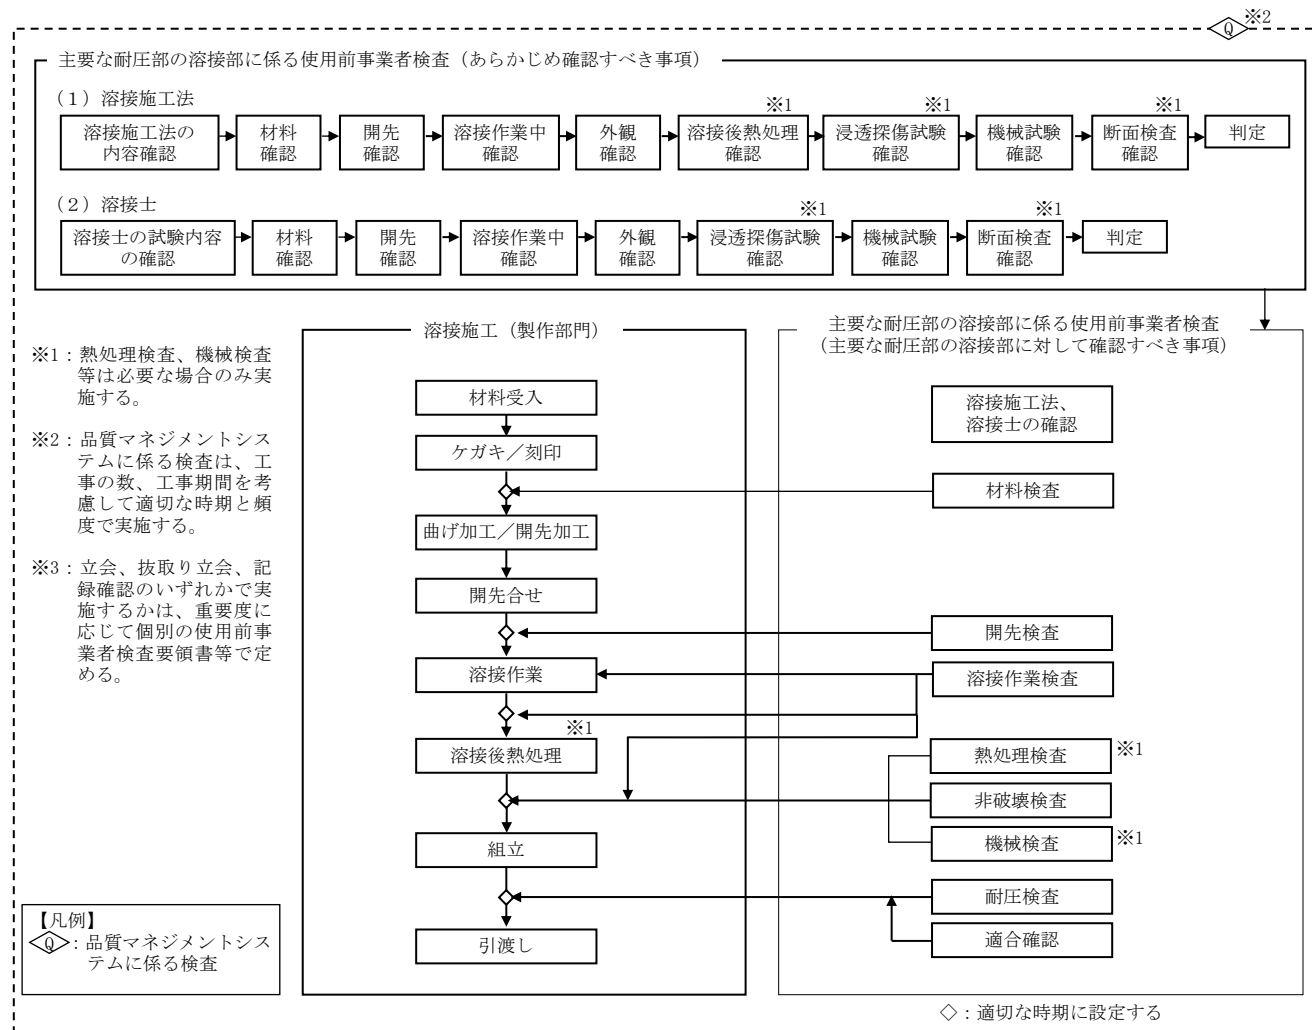 ※2
Q
主要な耐圧部の溶接部に係る使用前事業者検査（あらかじめ確認すべき事項）
（１）溶接施工法
※1
※1
※1
溶接施工法の
内容確認
材料
確認
開先
確認
溶接作業中
確認
外観
確認
溶接後熱処理
確認
浸透探傷試験
確認
機械試験
確認
断面検査
確認
判定
（２）溶接士
※1
※1
溶接士の試験内容
の確認
材料
確認
開先
確認
溶接作業中
確認
外観
確認
浸透探傷試験
確認
機械試験
確認
断面検査
確認
判定
※1：熱処理検査、機械検査
等は必要な場合のみ実
施する。
※2：品質マネジメントシス
テムに係る検査は、工
事の数、工事期間を考
慮して適切な時期と頻
度で実施する。
※3：立会、抜取り立会、記
録確認のいずれかで実
施するかは、重要度に
応じて個別の使用前事
業者検査要領書等で定
める。
溶接施工（製作部門）
材料受入
ケガキ／刻印
曲げ加工／開先加工
開先合せ
溶接作業
※1
溶接後熱処理
組立
引渡し
主要な耐圧部の溶接部に係る使用前事業者検査
（主要な耐圧部の溶接部に対して確認すべき事項）
溶接施工法、
溶接士の確認
材料検査
開先検査
溶接作業検査
熱処理検査
※1
非破壊検査
機械検査
※1
耐圧検査
適合確認
【凡例】
Q：品質マネジメントシス
テムに係る検査
◇：適切な時期に設定する